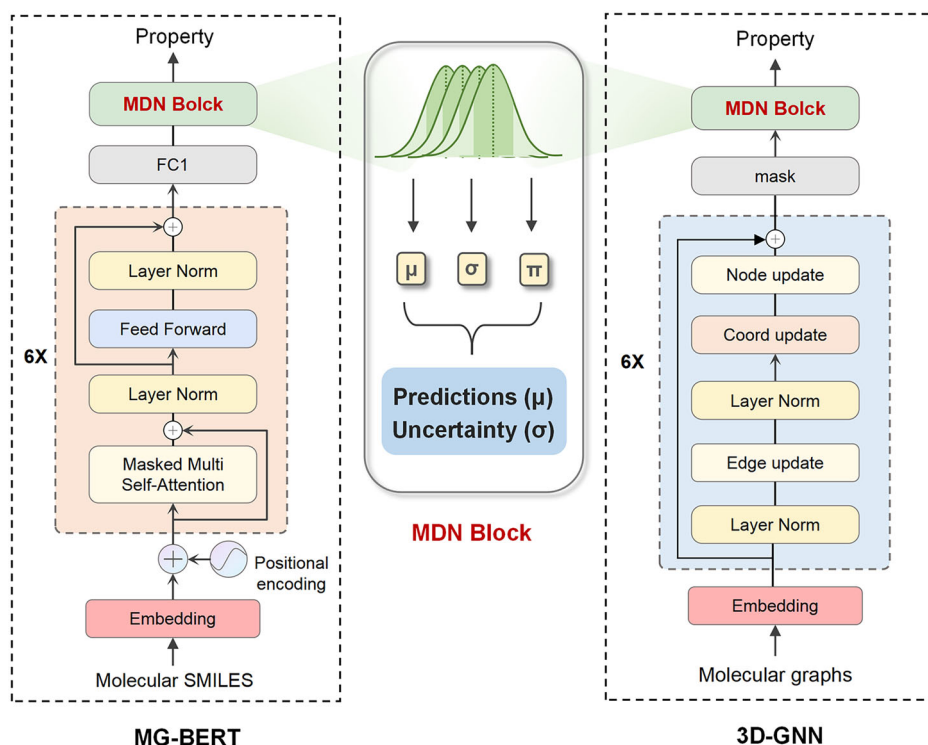 Property
MDN Bolck
FC1
Layer Norm
Feed Forward
6X
Layer Norm
Masked Multi
Self-Attention
Positional
encoding
Embedding
Molecular SMILES
MG-BERT
μ
σ
π
Predictions (μ)
Uncertainty (σ)
MDN Block
Property
MDN Bolck
mask
Node update
Coord update
6X
Layer Norm
Edge update
Layer Norm
Embedding
Molecular graphs
3D-GNN